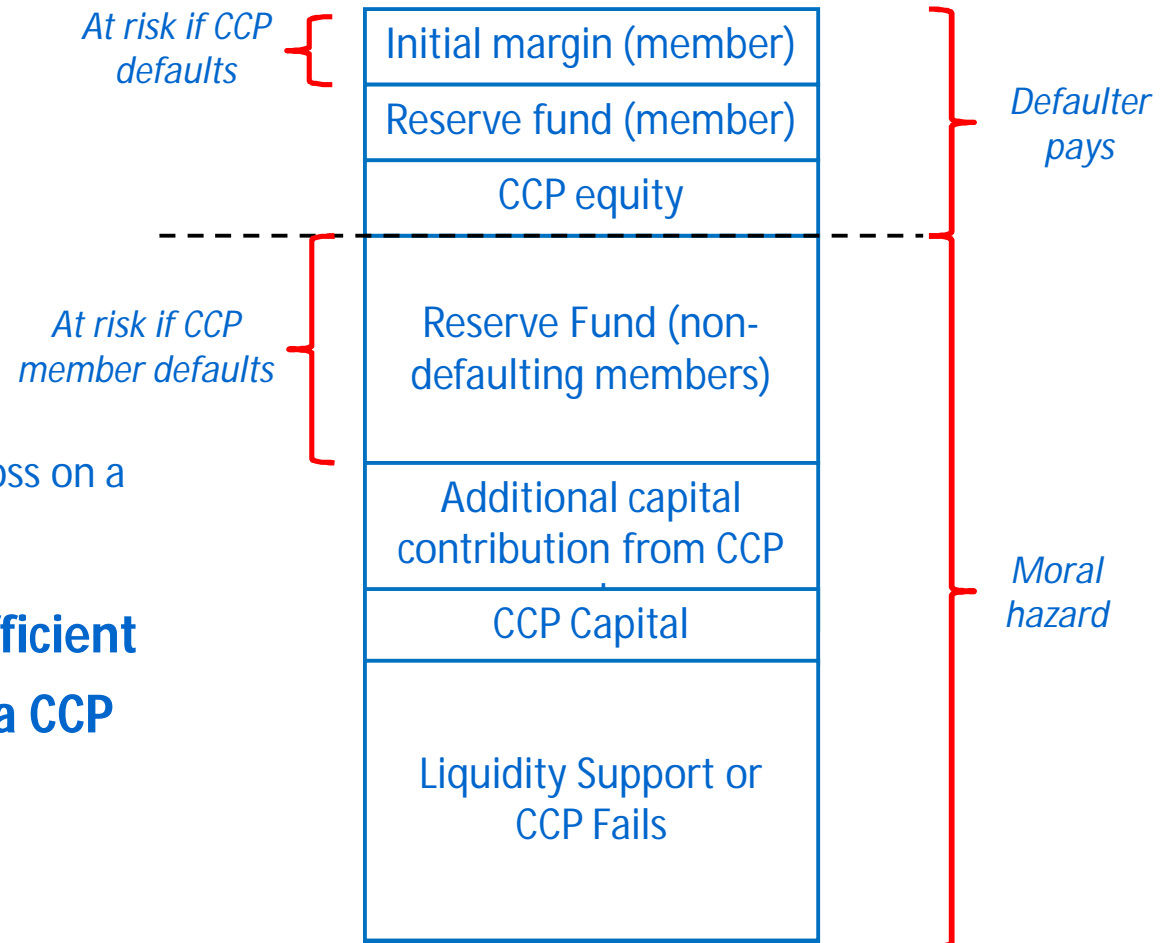 At risk if CCP
defaults
Initial margin (member)
Reserve fund (member)
CCP equity
Defaulter
pays
At risk if CCP
member defaults
Reserve Fund (non-
defaulting members)
on a
Additional capital
contribution from CCP
CCP Capital
Moral
hazard
a CCP
Liquidity Support or
CCP Fails